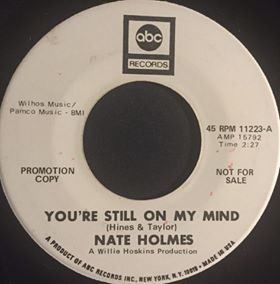 abc
RECORDS
Wilhos Music/
Pamco Music - BMI
45 RPM 11223-A
AMP 15792
Time 2:27
PROMOTION
COPY
NOT FOR
SALE
YOU'RE STILL ON MY MIND
(Hines & Taylor)
NATE HOLMES
A Willie Hoskins Production
A PRODUCT OF ABC RECORDS INC., NEW YORK, N.Y. 10019 • MADE IN USA